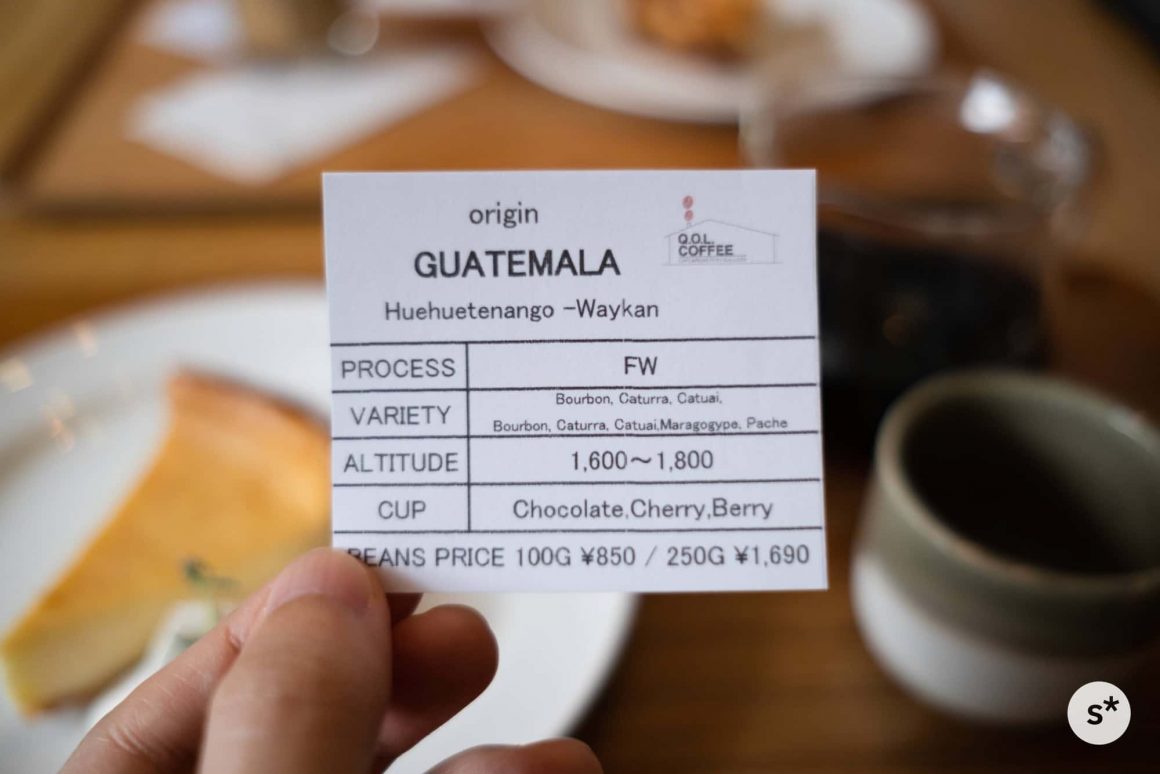 origin
Q.O.L.
COFFEE
GUATEMALA
Huehuetenango -Waykan
PROCESS FW
VARIETY Bourbon, Caturra, Catuai,
Bourbon, Caturra, Catuai,Maragogype, Pache
ALTITUDE 1,600～1,800
CUP Chocolate,Cherry,Berry
BEANS PRICE 100G ¥850 / 250G ¥1,690
s*